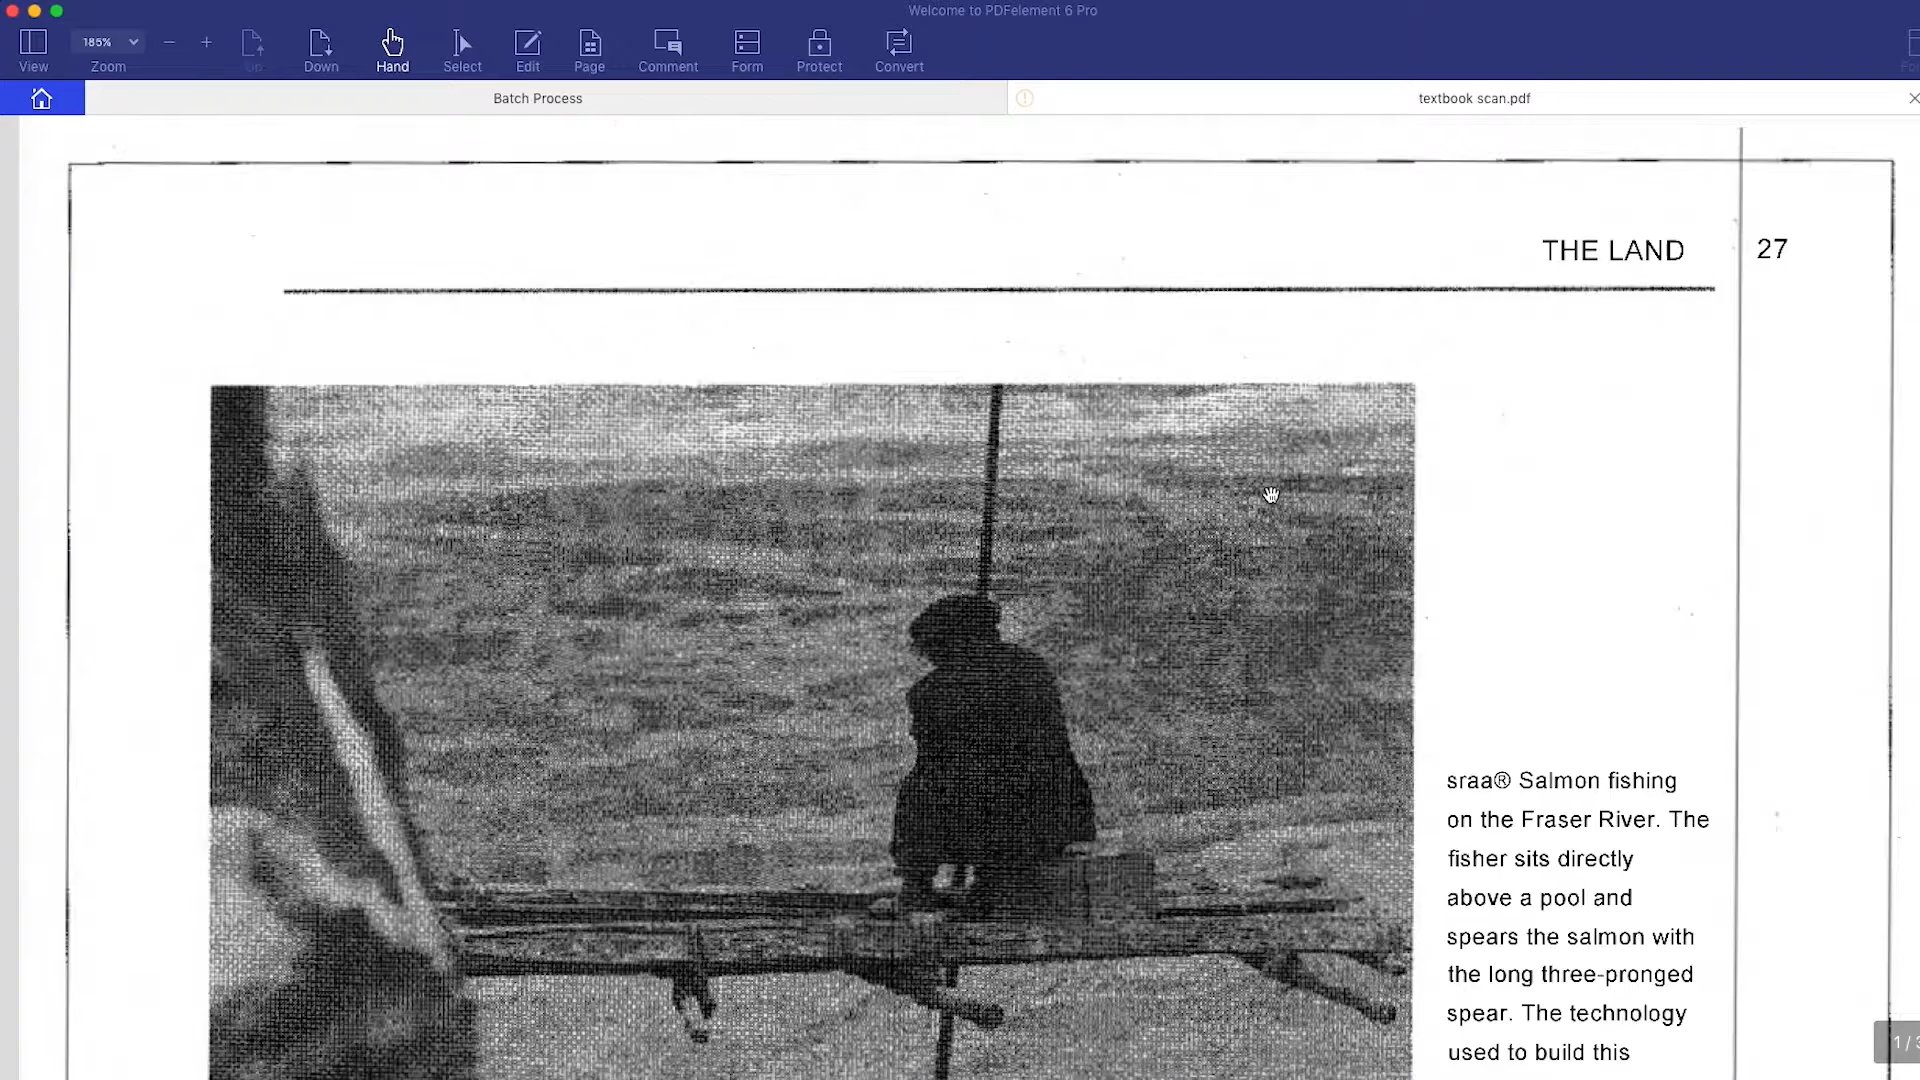 Welcome to PDFelement 6 Pro
185%
View
Zoom
Down
Hand
Select
Edit
Page
Comment
Form
Protect
Convert
Batch Process
textbook scan.pdf
THE LAND 27
sraa® Salmon fishing
on the Fraser River. The
fisher sits directly
above a pool and
spears the salmon with
the long three-pronged
spear. The technology
used to build this
1 / 3